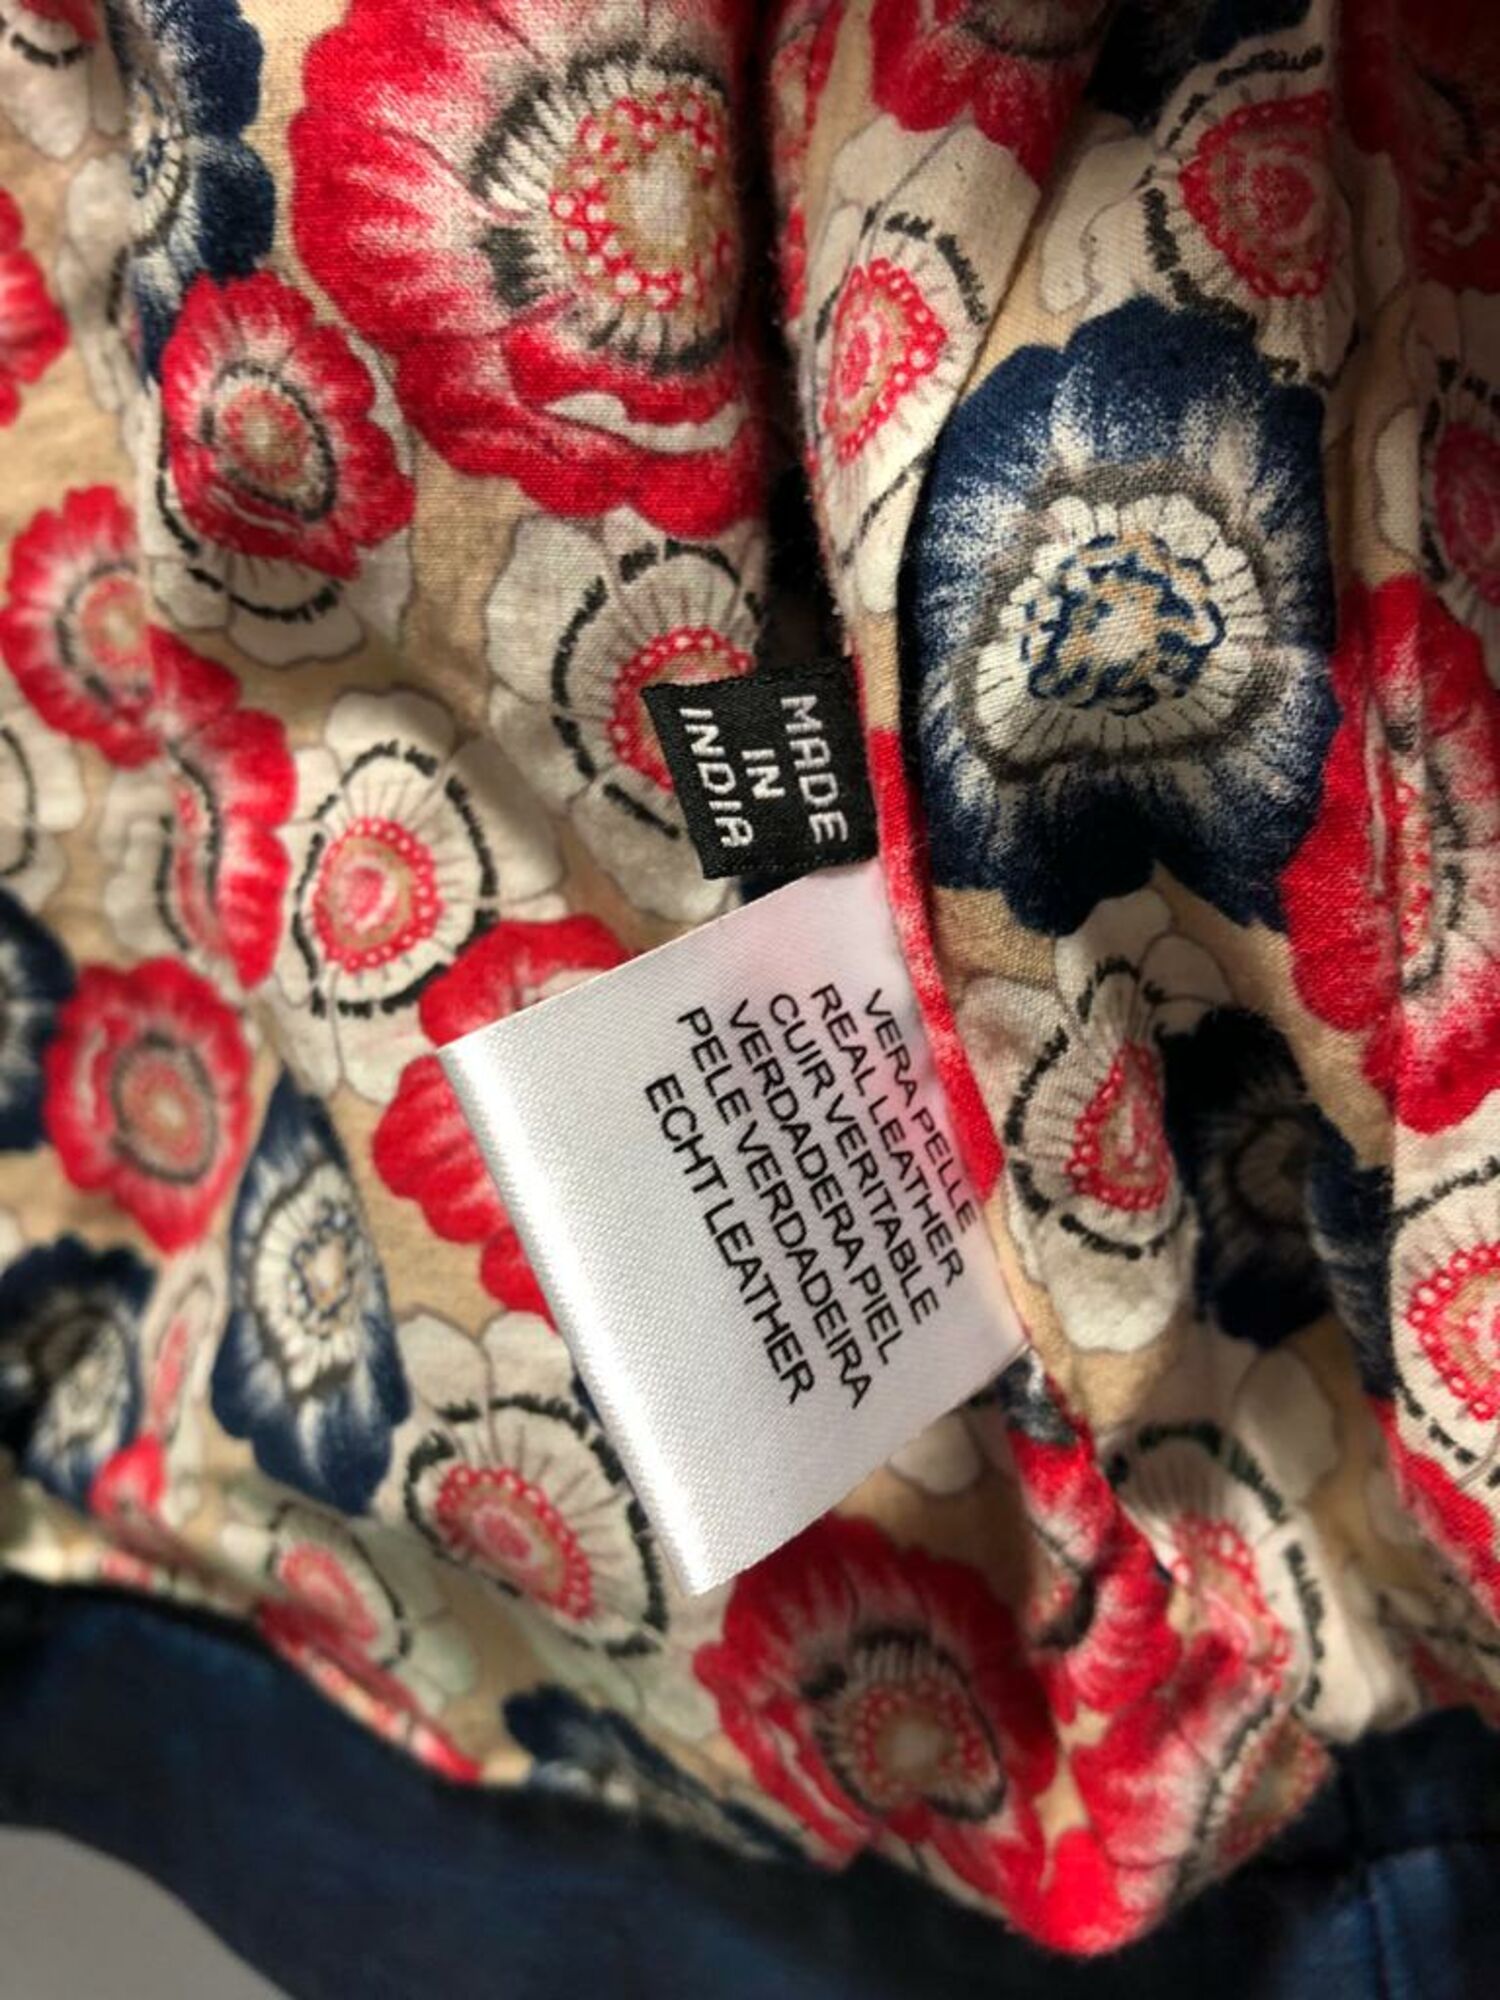 MADE
IN
INDIA
VERA PELLE
REAL LEATHER
CUIR VERITABLE
VERDADERA PIEL
PELE VERDADEIRA
ECHT LEATHER